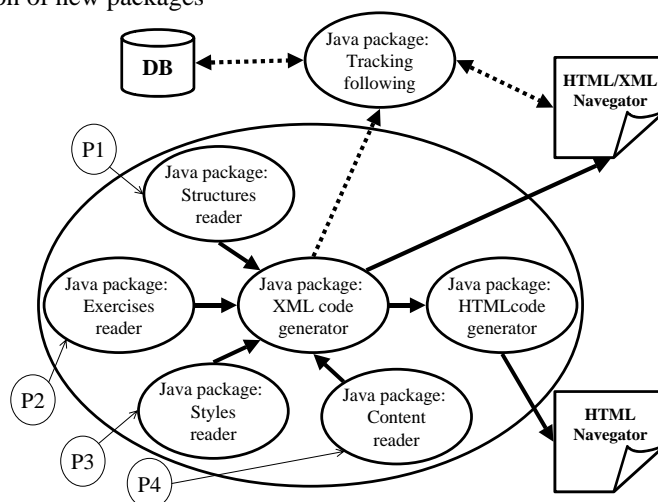 on of new packages
Java package:
Tracking
following
DB
HTML/XML
Navegator
P1
Java package:
Structures
reader
Java package:
Exercises
reader
Java package:
XML code
generator
Java package:
HTMLcode
generator
P2
Java package:
Styles
reader
Java package:
Content
reader
HTML
Navegator
P3
P4